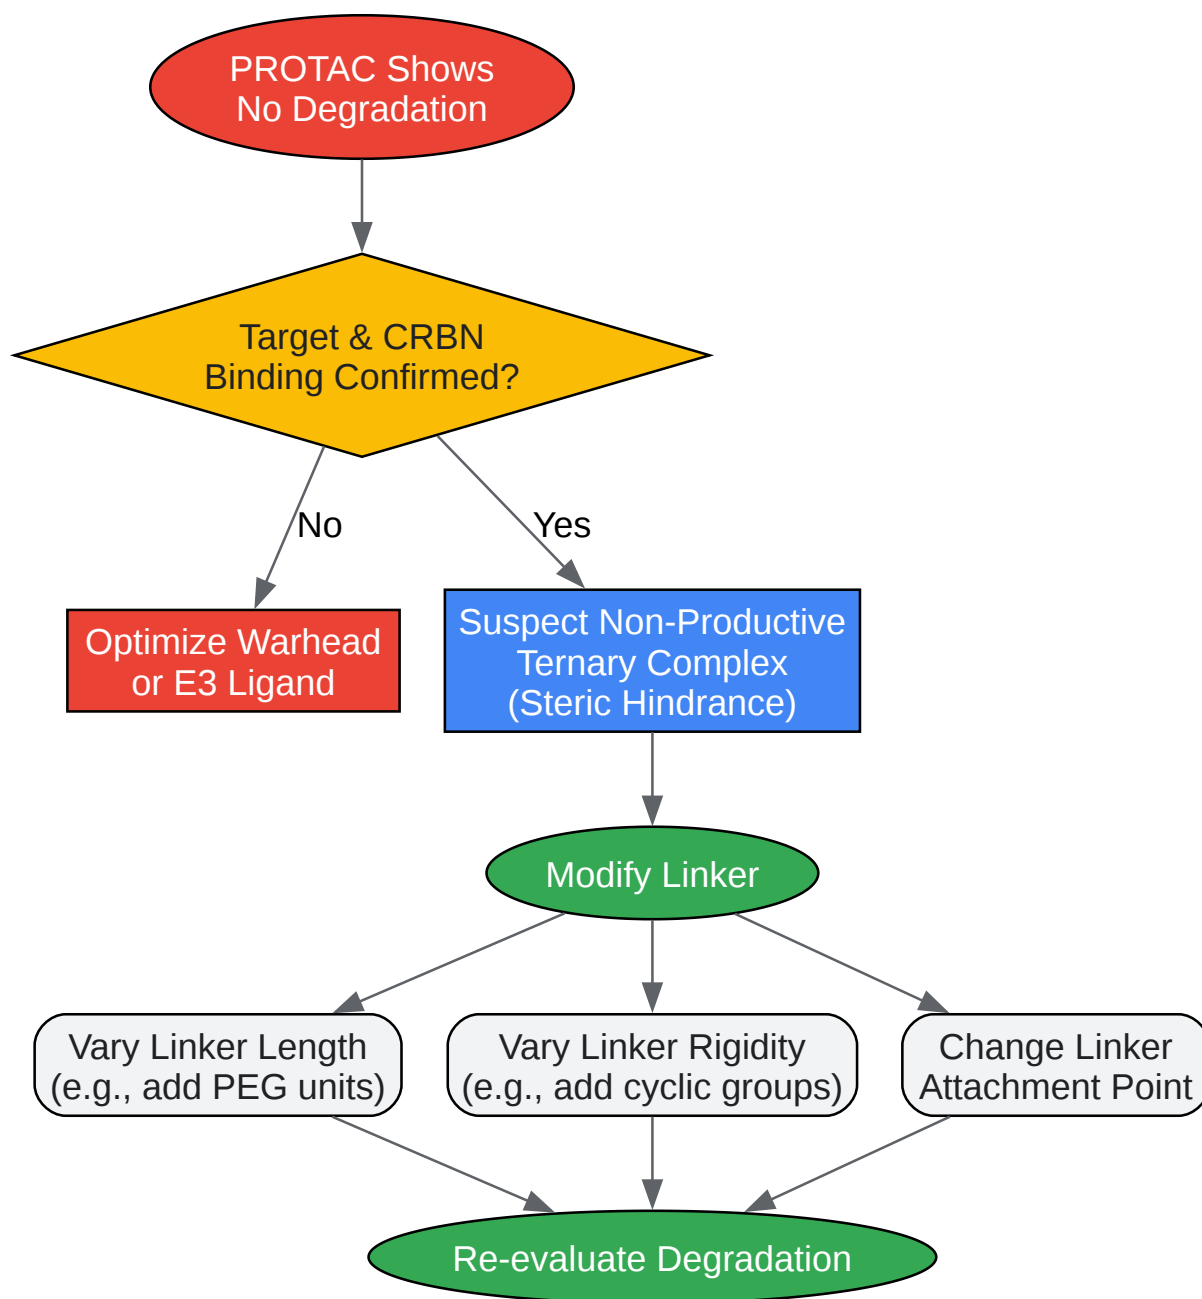 PROTAC Shows
No Degradation
Target & CRBN
Binding Confirmed?
No
Yes
Optimize Warhead
or E3 Ligand
Suspect Non-Productive
Ternary Complex
(Steric Hindrance)
Modify Linker
Vary Linker Length
(e.g., add PEG units)
Vary Linker Rigidity
(e.g., add cyclic groups)
Change Linker
Attachment Point
Re-evaluate Degradation